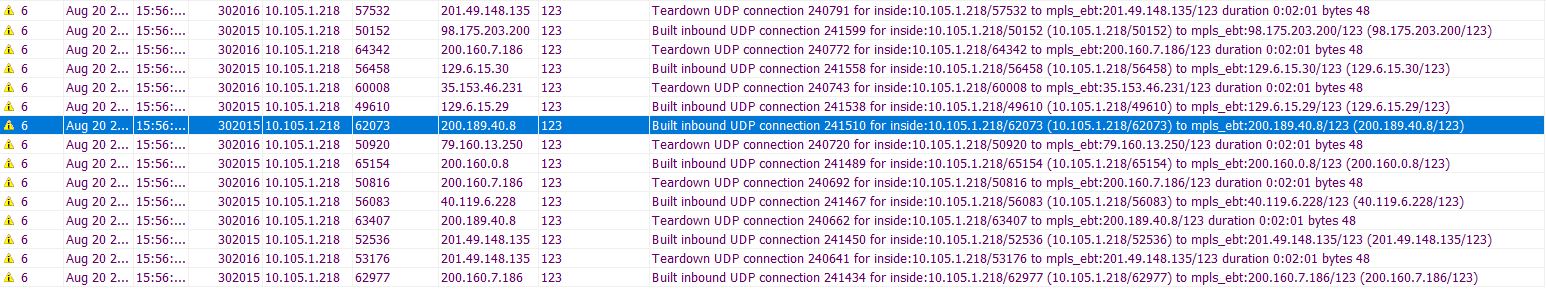 6 Aug 20 2... 15:56:... 302016 10.105.1.218 57532 201.49.148.135 123 Teardown UDP connection 240791 for inside:10.105.1.218/57532 to mpls_ebt:201.49.148.135/123 duration 0:02:01 bytes 48
6 Aug 20 2... 15:56:... 302015 10.105.1.218 50152 98.175.203.200 123 Built inbound UDP connection 241599 for inside:10.105.1.218/50152 (10.105.1.218/50152) to mpls_ebt:98.175.203.200/123 (98.175.203.200/123)
6 Aug 20 2... 15:56:... 302016 10.105.1.218 64342 200.160.7.186 123 Teardown UDP connection 240772 for inside:10.105.1.218/64342 to mpls_ebt:200.160.7.186/123 duration 0:02:01 bytes 48
6 Aug 20 2... 15:56:... 302015 10.105.1.218 56458 129.6.15.30 123 Built inbound UDP connection 241558 for inside:10.105.1.218/56458 (10.105.1.218/56458) to mpls_ebt:129.6.15.30/123 (129.6.15.30/123)
6 Aug 20 2... 15:56:... 302016 10.105.1.218 60008 35.153.46.231 123 Teardown UDP connection 240743 for inside:10.105.1.218/60008 to mpls_ebt:35.153.46.231/123 duration 0:02:01 bytes 48
6 Aug 20 2... 15:56:... 302015 10.105.1.218 49610 129.6.15.29 123 Built inbound UDP connection 241538 for inside:10.105.1.218/49610 (10.105.1.218/49610) to mpls_ebt:129.6.15.29/123 (129.6.15.29/123)
6 Aug 20 2... 15:56:... 302015 10.105.1.218 62073 200.189.40.8 123 Built inbound UDP connection 241510 for inside:10.105.1.218/62073 (10.105.1.218/62073) to mpls_ebt:200.189.40.8/123 (200.189.40.8/123)
6 Aug 20 2... 15:56:... 302016 10.105.1.218 50920 79.160.13.250 123 Teardown UDP connection 240720 for inside:10.105.1.218/50920 to mpls_ebt:79.160.13.250/123 duration 0:02:01 bytes 48
6 Aug 20 2... 15:56:... 302015 10.105.1.218 65154 200.160.0.8 123 Built inbound UDP connection 241489 for inside:10.105.1.218/65154 (10.105.1.218/65154) to mpls_ebt:200.160.0.8/123 (200.160.0.8/123)
6 Aug 20 2... 15:56:... 302016 10.105.1.218 50816 200.160.7.186 123 Teardown UDP connection 240692 for inside:10.105.1.218/50816 to mpls_ebt:200.160.7.186/123 duration 0:02:01 bytes 48
6 Aug 20 2... 15:56:... 302015 10.105.1.218 56083 40.119.6.228 123 Built inbound UDP connection 241467 for inside:10.105.1.218/56083 (10.105.1.218/56083) to mpls_ebt:40.119.6.228/123 (40.119.6.228/123)
6 Aug 20 2... 15:56:... 302016 10.105.1.218 63407 200.189.40.8 123 Teardown UDP connection 240662 for inside:10.105.1.218/63407 to mpls_ebt:200.189.40.8/123 duration 0:02:01 bytes 48
6 Aug 20 2... 15:56:... 302015 10.105.1.218 52536 201.49.148.135 123 Built inbound UDP connection 241450 for inside:10.105.1.218/52536 (10.105.1.218/52536) to mpls_ebt:201.49.148.135/123 (201.49.148.135/123)
6 Aug 20 2... 15:56:... 302016 10.105.1.218 53176 201.49.148.135 123 Teardown UDP connection 240641 for inside:10.105.1.218/53176 to mpls_ebt:201.49.148.135/123 duration 0:02:01 bytes 48
6 Aug 20 2... 15:56:... 302015 10.105.1.218 62977 200.160.7.186 123 Built inbound UDP connection 241434 for inside:10.105.1.218/62977 (10.105.1.218/62977) to mpls_ebt:200.160.7.186/123 (200.160.7.186/123)